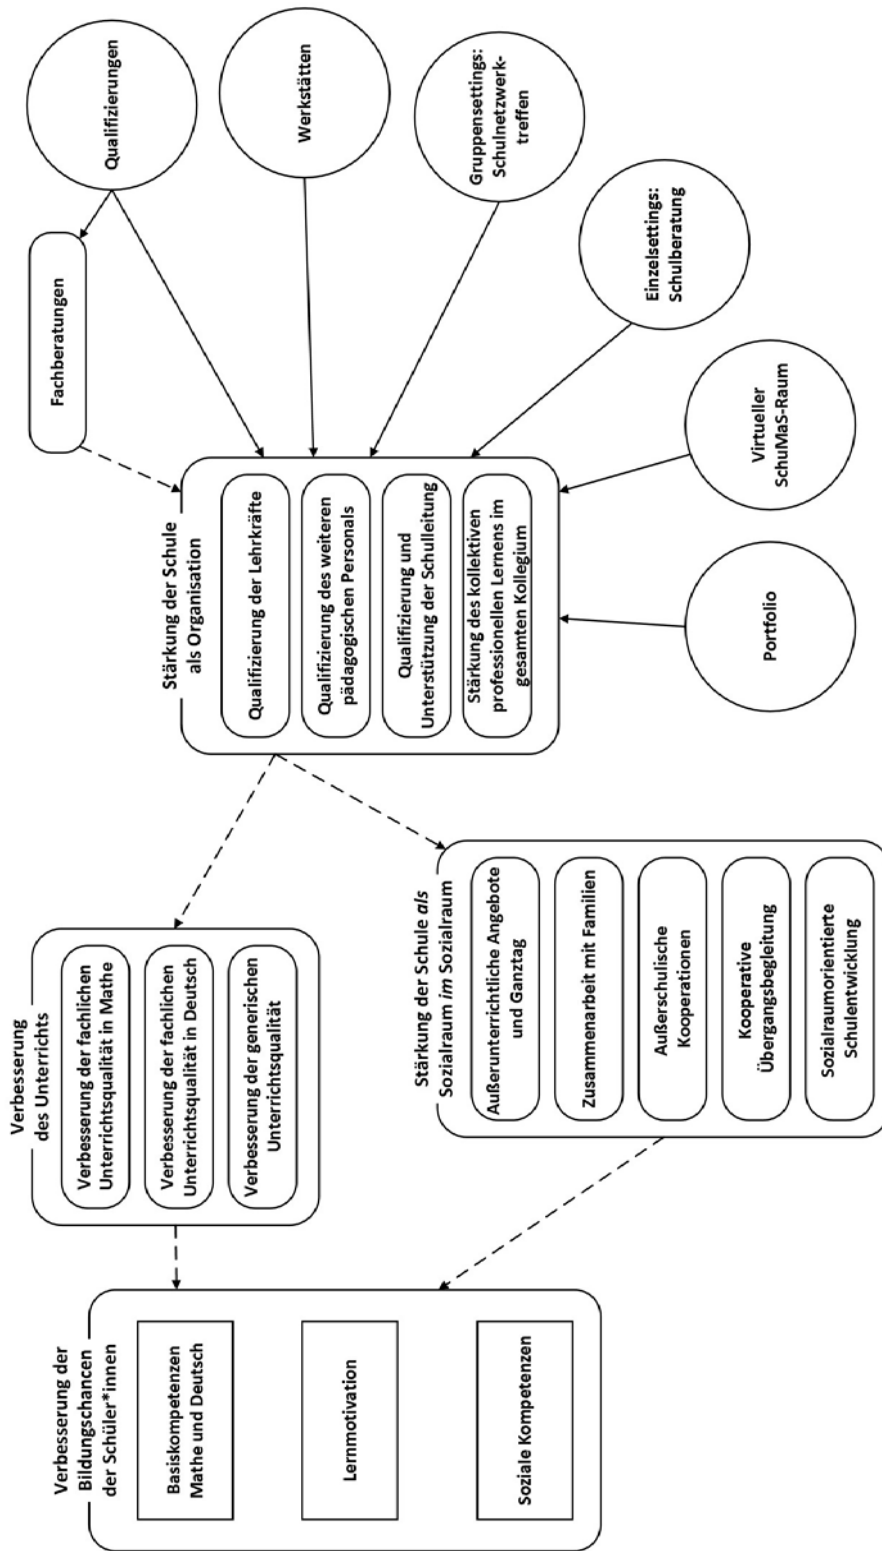 Verbesserung der
Bildungschancen
der Schüler*innen
Basiskompetenzen
Mathe und Deutsch
Lernmotivation
Soziale Kompetenzen
Verbesserung
des Unterrichts
Verbesserung der fachlichen
Unterrichtsqualität in Mathe
Verbesserung der fachlichen
Unterrichtsqualität in Deutsch
Verbesserung der generischen
Unterrichtsqualität
Stärkung der Schule als
Sozialraum im Sozialraum
Außerunterrichtliche Angebote
und Ganztag
Zusammenarbeit mit Familien
Außerschulische
Kooperationen
Kooperative
Übergangsbegleitung
Sozialraumorientierte
Schulentwicklung
Stärkung der Schule
als Organisation
Qualifizierung der Lehrkräfte
Qualifizierung des weiteren
pädagogischen Personals
Qualifizierung und
Unterstützung der Schulleitung
Stärkung des kollektiven
professionellen Lernens im
gesamten Kollegium
Fachberatungen
Qualifizierungen
Werkstätten
Gruppensettings:
Schulnetzwerk-
treffen
Einzelsettings:
Schulberatung
Virtueller
SchuMaS-Raum
Portfolio